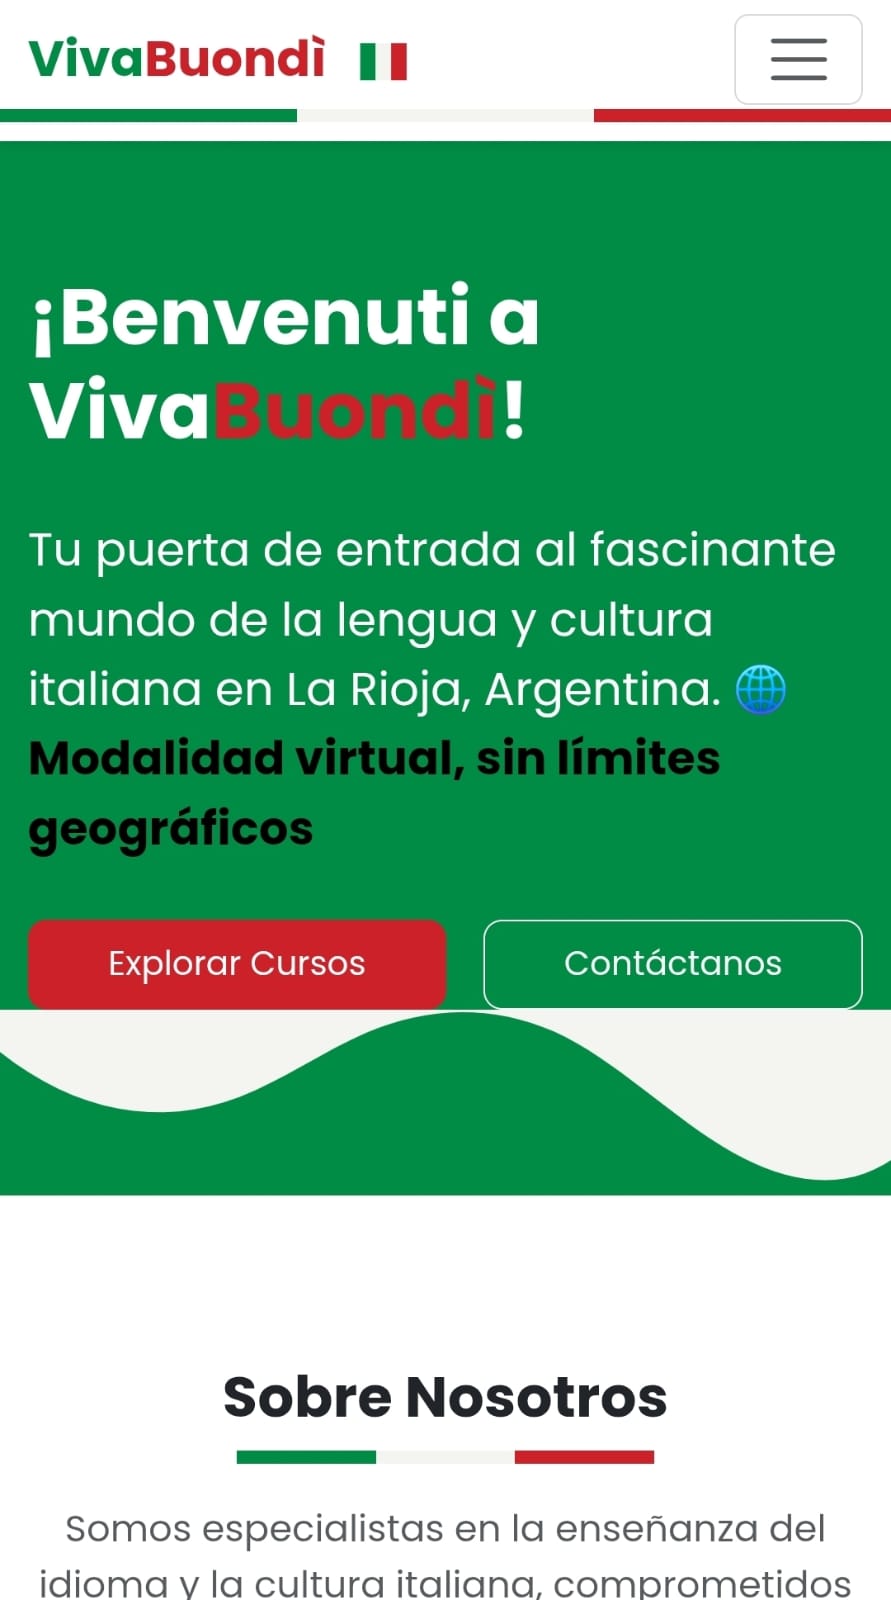 VivaBuondì
¡Benvenuti a
VivaBuondì!
Tu puerta de entrada al fascinante
mundo de la lengua y cultura
italiana en La Rioja, Argentina. 🌐
Modalidad virtual, sin límites
geográficos
Explorar Cursos
Contáctanos
Sobre Nosotros
Somos especialistas en la enseñanza del
idioma y la cultura italiana, comprometidos